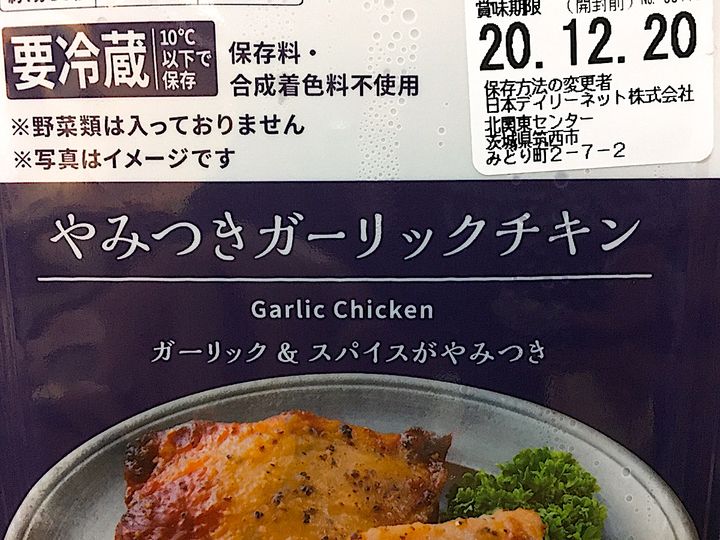 要冷蔵
10℃
以下で
保存
保存料・
合成着色料不使用
※野菜類は入っておりません
※写真はイメージです
賞味期限 (開封前) No.
20.12.20
保存方法の変更者
日本デイリーネット株式会社
北関東センター
茨城県筑西市
みどり町2-7-2
やみつきガーリックチキン
Garlic Chicken
ガーリック & スパイスがやみつき